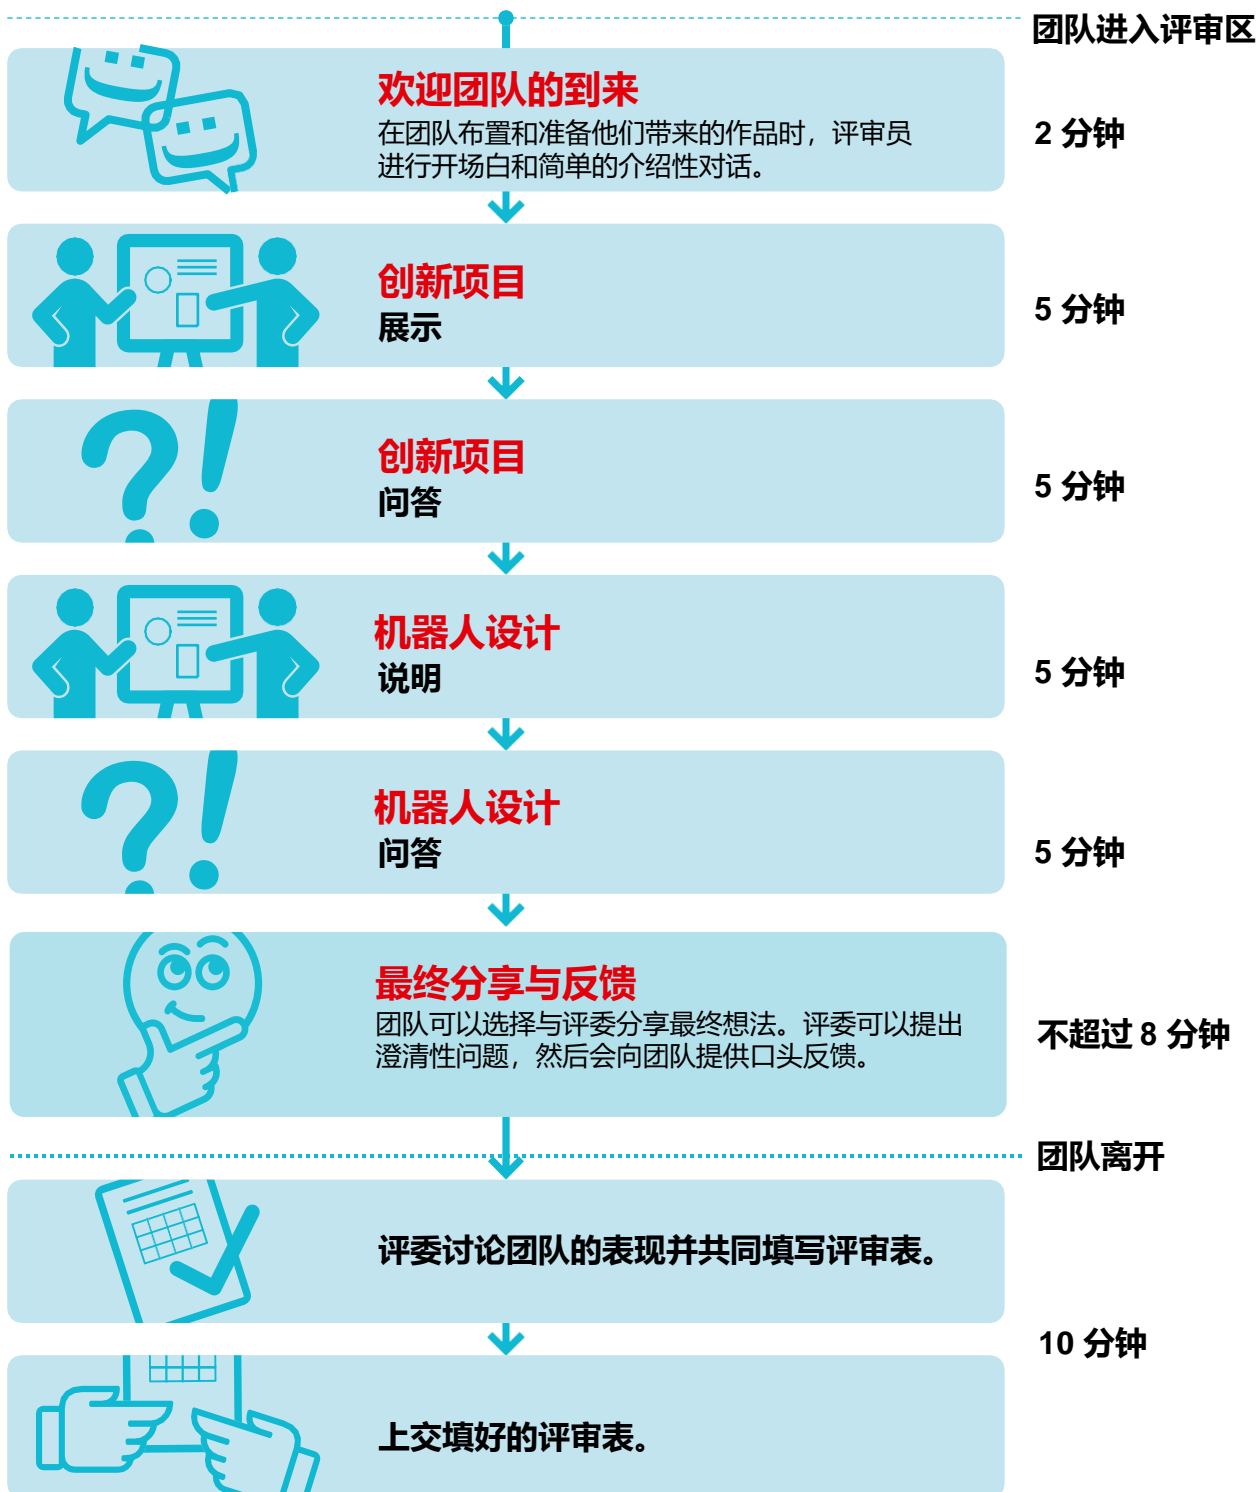 团队进入评审区
欢迎团队的到来
在团队布置和准备他们带来的作品时，评审员
进行开场白和简单的介绍性对话。
2 分钟
创新项目
展示
5 分钟
创新项目
问答
5 分钟
机器人设计
说明
5 分钟
机器人设计
问答
5 分钟
最终分享与反馈
团队可以选择与评委分享最终想法。评委可以提出
澄清性问题，然后会向团队提供口头反馈。
不超过 8 分钟
团队离开
评委讨论团队的表现并共同填写评审表。
10 分钟
上交填好的评审表。